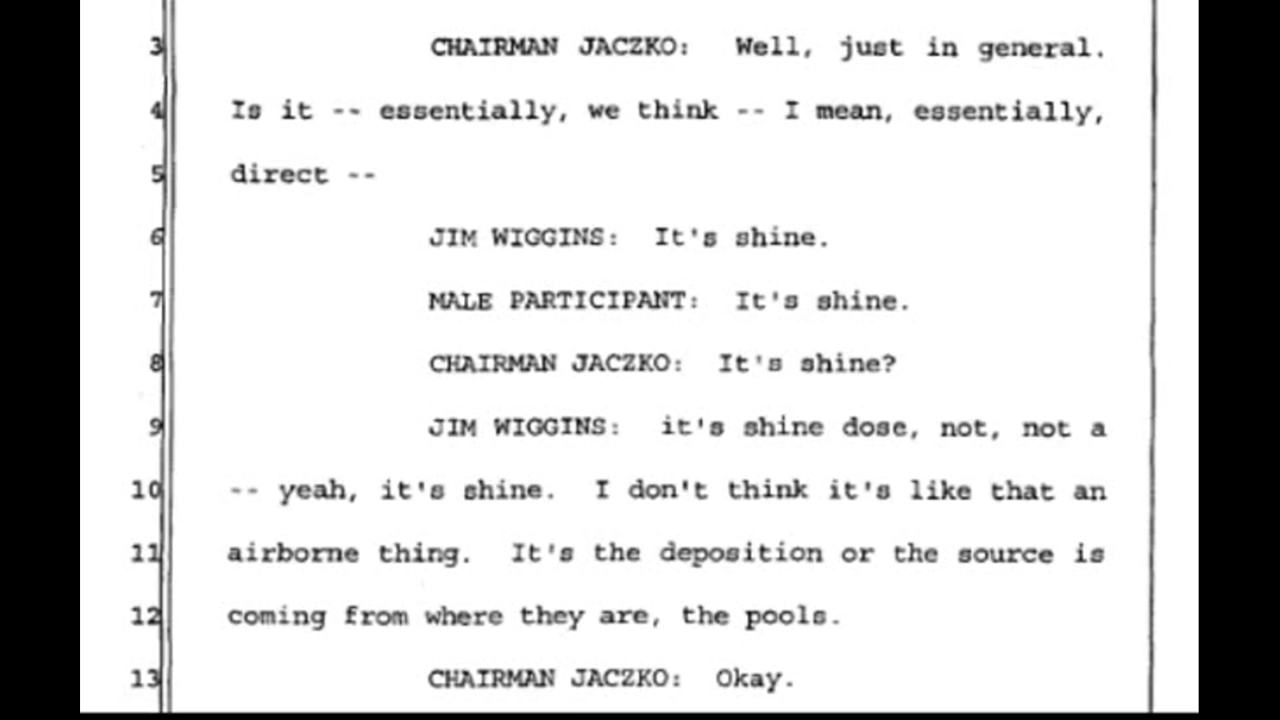 3 CHAIRMAN JACZKO: Well, just in general.
4 Is it -- essentially, we think -- I mean, essentially,
5 direct --
6 JIM WIGGINS: It's shine.
7 MALE PARTICIPANT: It's shine.
8 CHAIRMAN JACZKO: It's shine?
9 JIM WIGGINS: it's shine dose, not, not a
10 -- yeah, it's shine. I don't think it's like that an
11 airborne thing. It's the deposition or the source is
12 coming from where they are, the pools.
13 CHAIRMAN JACZKO: Okay.